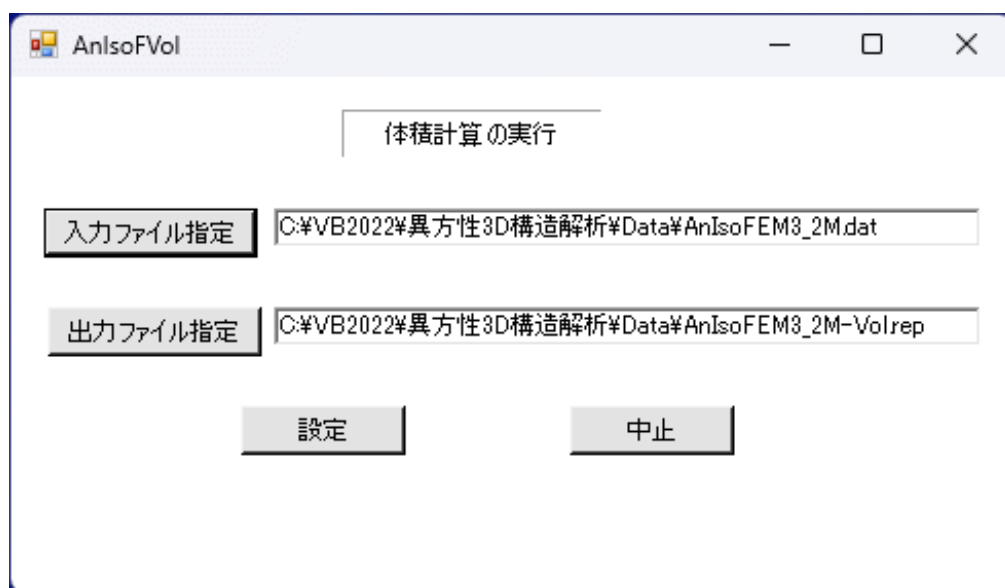 AnIsoFVol
体積計算の実行
入力ファイル指定 C:¥VB2022¥異方性3D構造解析¥Data¥AnIsoFEM3_2M.dat
出力ファイル指定 C:¥VB2022¥異方性3D構造解析¥Data¥AnIsoFEM3_2M-Vol.rep
設定 中止